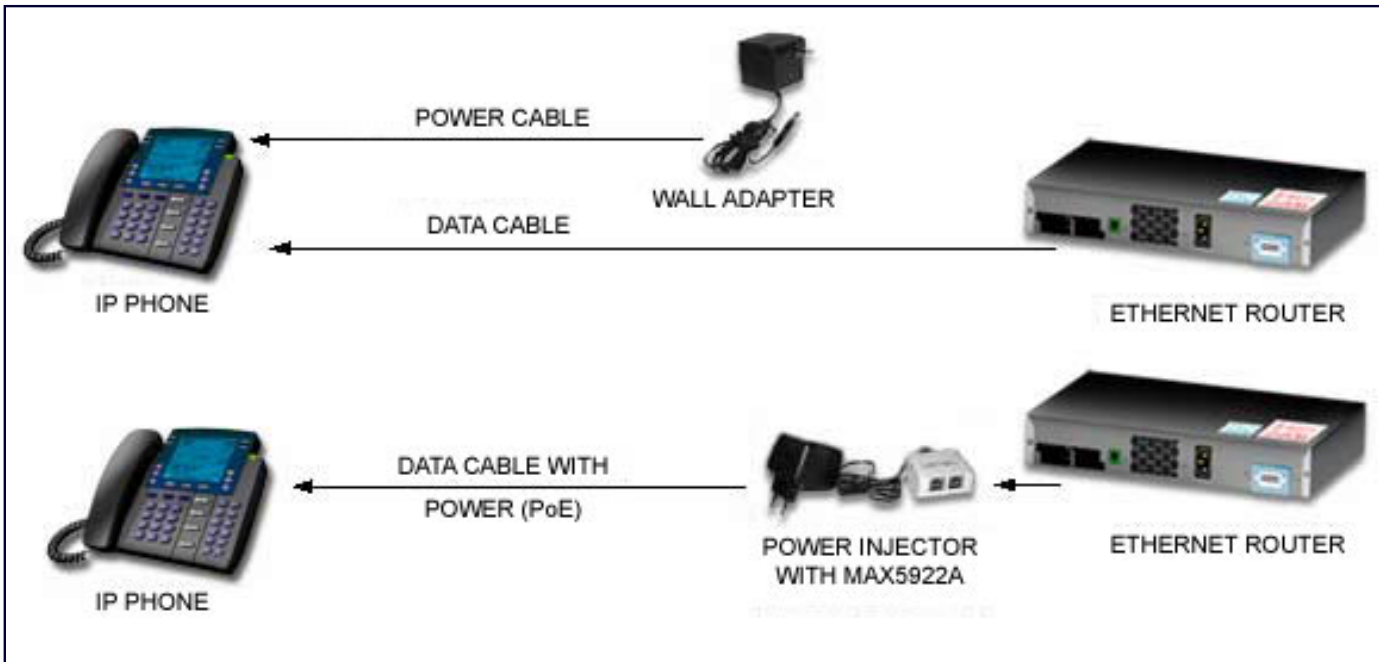 POWER CABLE
WALL ADAPTER
DATA CABLE
IP PHONE
ETHERNET ROUTER
DATA CABLE WITH
POWER (PoE)
POWER INJECTOR
WITH MAX5922A
ETHERNET ROUTER
IP PHONE